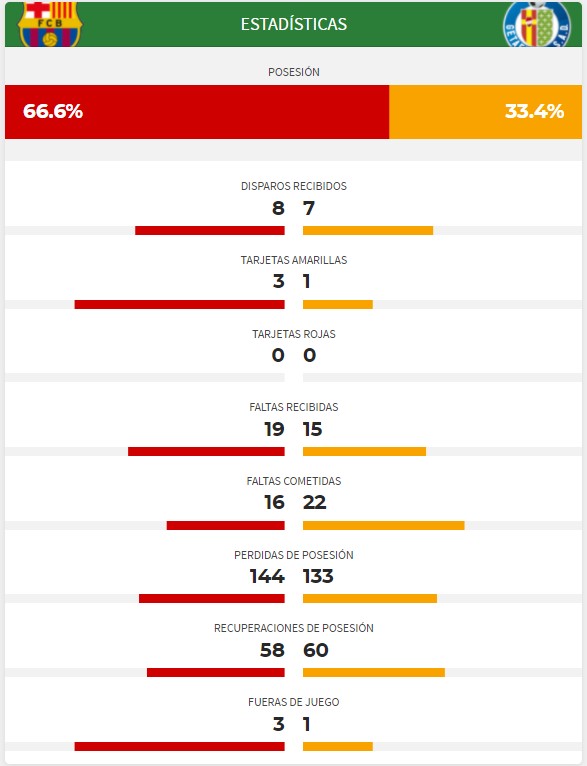 FCB
ESTADÍSTICAS
POSESIÓN
66.6% 33.4%
DISPAROS RECIBIDOS
8 7
TARJETAS AMARILLAS
3 1
TARJETAS ROJAS
0 0
FALTAS RECIBIDAS
19 15
FALTAS COMETIDAS
16 22
PERDIDAS DE POSESIÓN
144 133
RECUPERACIONES DE POSESIÓN
58 60
FUERAS DE JUEGO
3 1